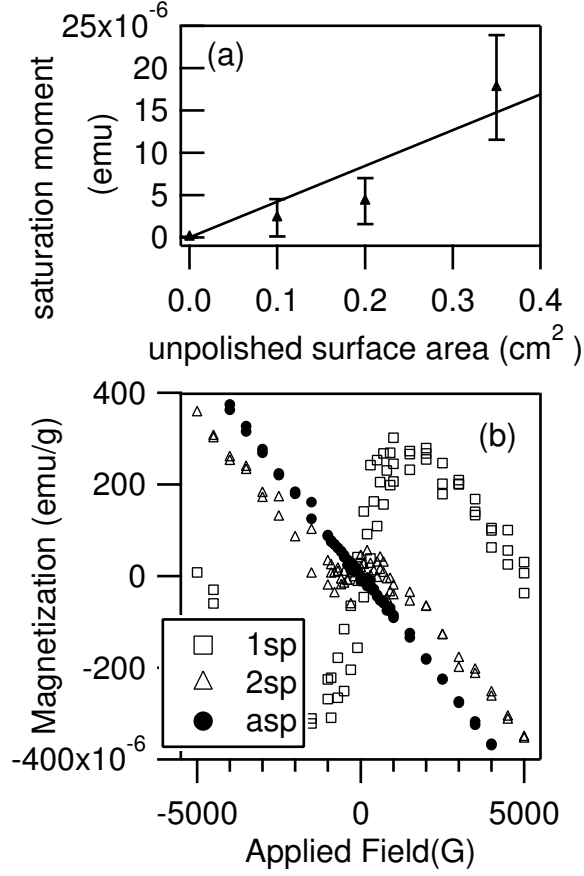 25x10-6
(a)
20
15
10
5
0
saturation moment
(emu)
0.0 0.1 0.2 0.3 0.4
unpolished surface area (cm2)
400
(b)
200
0
-200
-400x10-6
Magnetization (emu/g)
1sp
2sp
asp
-5000 0 5000
Applied Field(G)